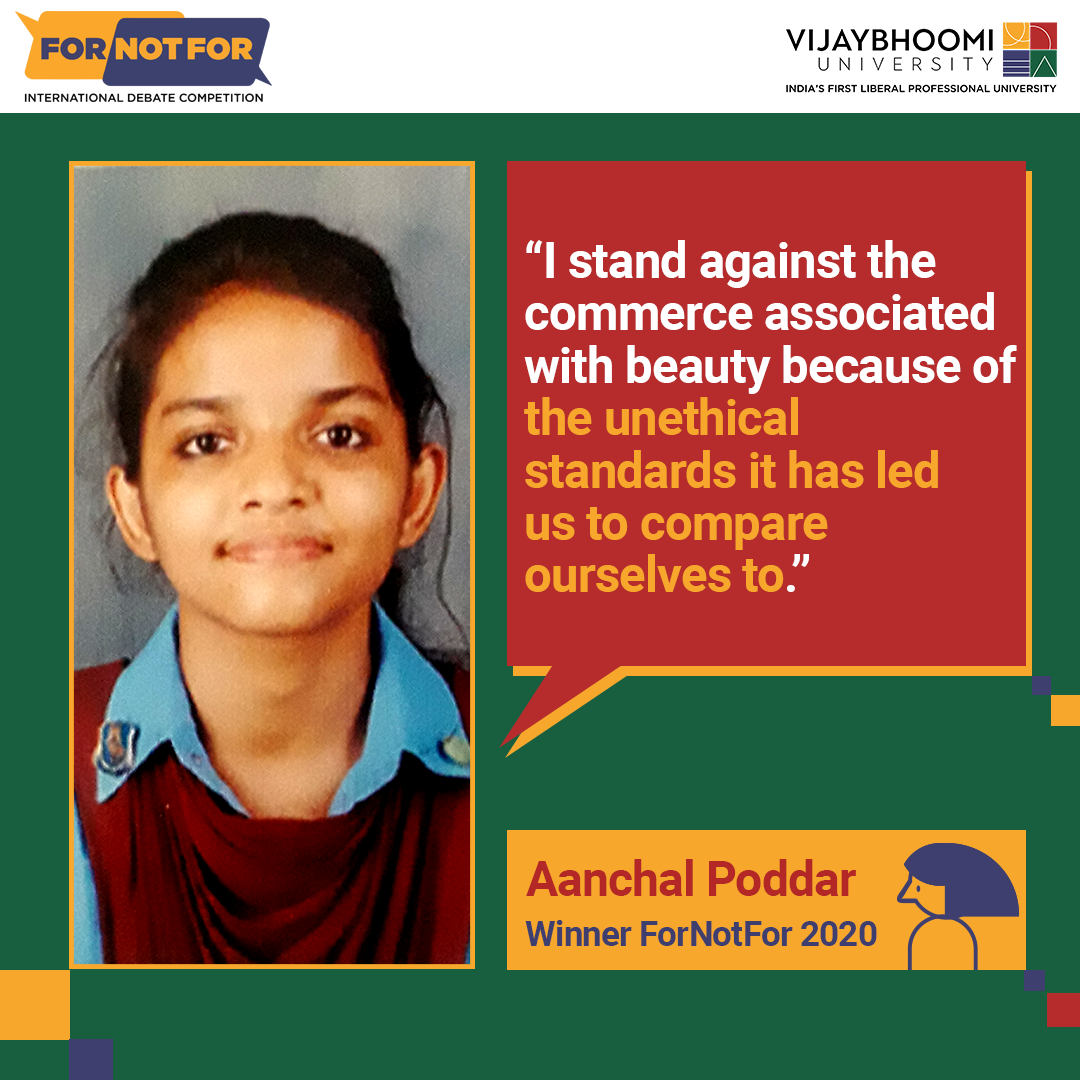 FOR NOT FOR
INTERNATIONAL DEBATE COMPETITION
VIJAYBHOOMI
UNIVERSITY
INDIA'S FIRST LIBERAL PROFESSIONAL UNIVERSITY
“I stand against the
commerce associated
with beauty because of
the unethical
standards it has led
us to compare
ourselves to.”
Aanchal Poddar
Winner ForNotFor 2020